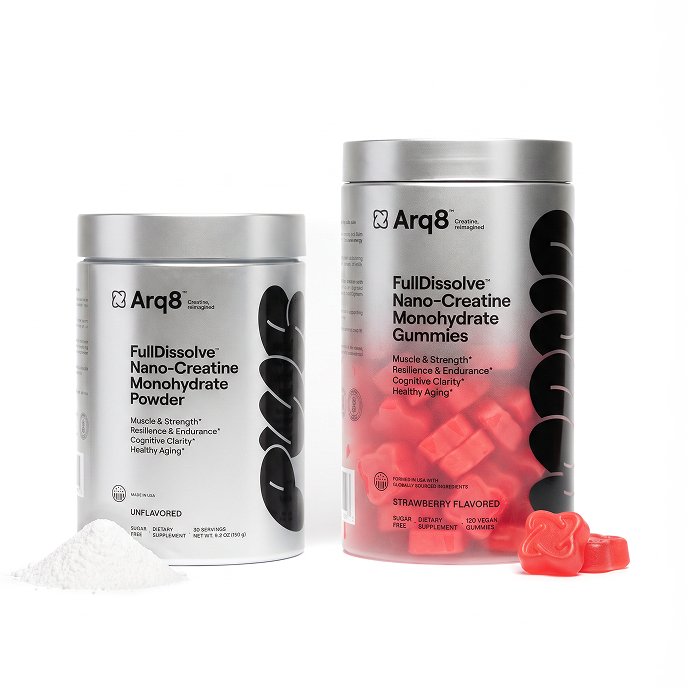 Arq8™
Creatine,
reimagined
FullDissolve™
Nano-Creatine
Monohydrate
Powder
Muscle & Strength*
Resilience & Endurance*
Cognitive Clarity*
Healthy Aging*
MADE IN USA
UNFLAVORED
SUGAR FREE
DIETARY SUPPLEMENT
30 SERVINGS
NET WT. 5.3 OZ (150 g)
Arq8™
Creatine,
reimagined
FullDissolve™
Nano-Creatine
Monohydrate
Gummies
Muscle & Strength*
Resilience & Endurance*
Cognitive Clarity*
Healthy Aging*
FORMED IN USA WITH
GLOBALLY SOURCED INGREDIENTS
STRAWBERRY FLAVORED
SUGAR FREE
DIETARY SUPPLEMENT
120 VEGAN GUMMIES